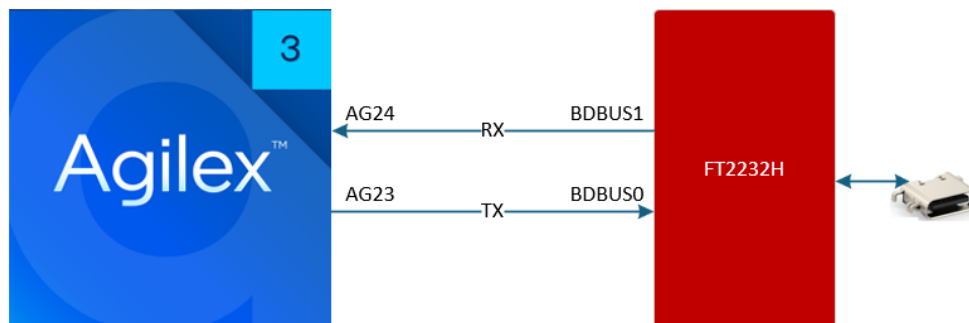 3
Agilex™
AG24
RX
BDBUS1
AG23
TX
BDBUS0
FT2232H